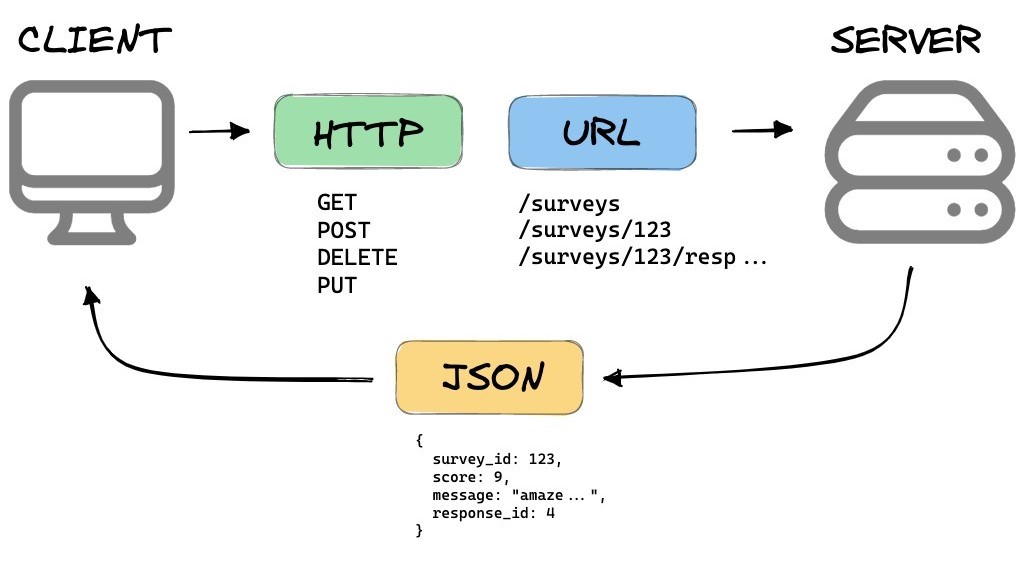 CLIENT
SERVER
HTTP
URL
GET
POST
DELETE
PUT
/surveys
/surveys/123
/surveys/123/resp...
JSON
{
survey_id: 123,
score: 9,
message: "amaze...",
response_id: 4
}